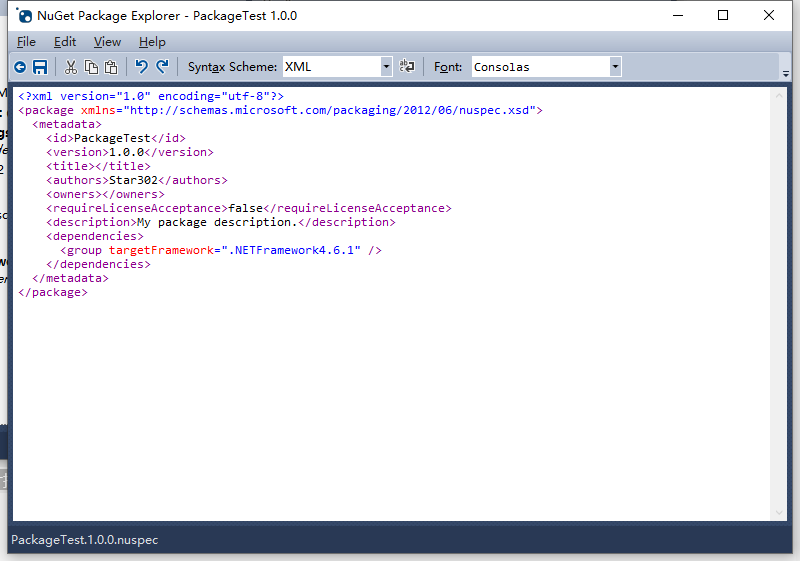 NuGet Package Explorer - PackageTest 1.0.0
File Edit View Help
Syntax Scheme: XML Font: Consolas
<?xml version="1.0" encoding="utf-8"?>
<package xmlns="http://schemas.microsoft.com/packaging/2012/06/nuspec.xsd">
  <metadata>
    <id>PackageTest</id>
    <version>1.0.0</version>
    <title></title>
    <authors>Star302</authors>
    <owners></owners>
    <requireLicenseAcceptance>false</requireLicenseAcceptance>
    <description>My package description.</description>
    <dependencies>
      <group targetFramework=".NETFramework4.6.1" />
    </dependencies>
  </metadata>
</package>
PackageTest.1.0.0.nuspec